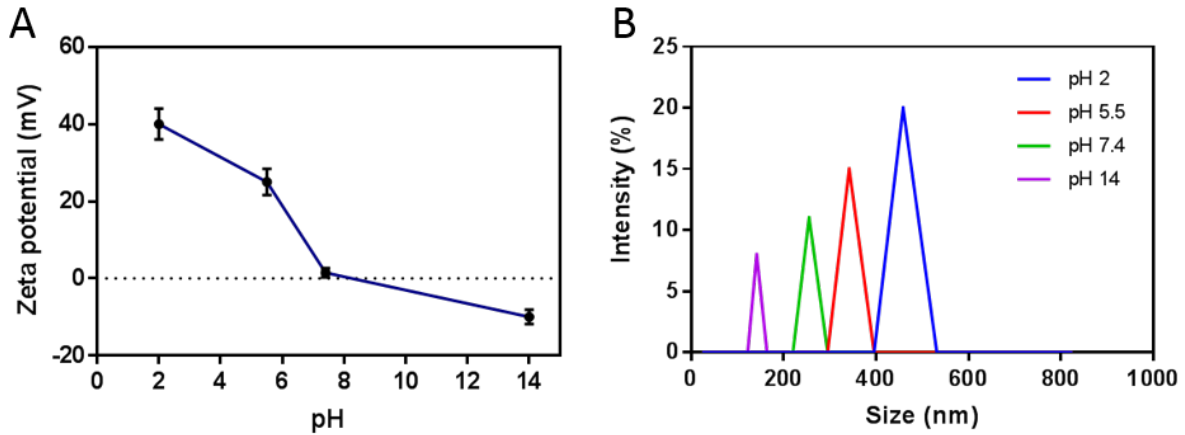 A
Zeta potential (mV)
60
40
20
0
-20
0 2 4 6 8 10 12 14
pH
B
Intensity (%)
25
20
15
10
5
0
pH 2
pH 5.5
pH 7.4
pH 14
0 200 400 600 800 1000
Size (nm)